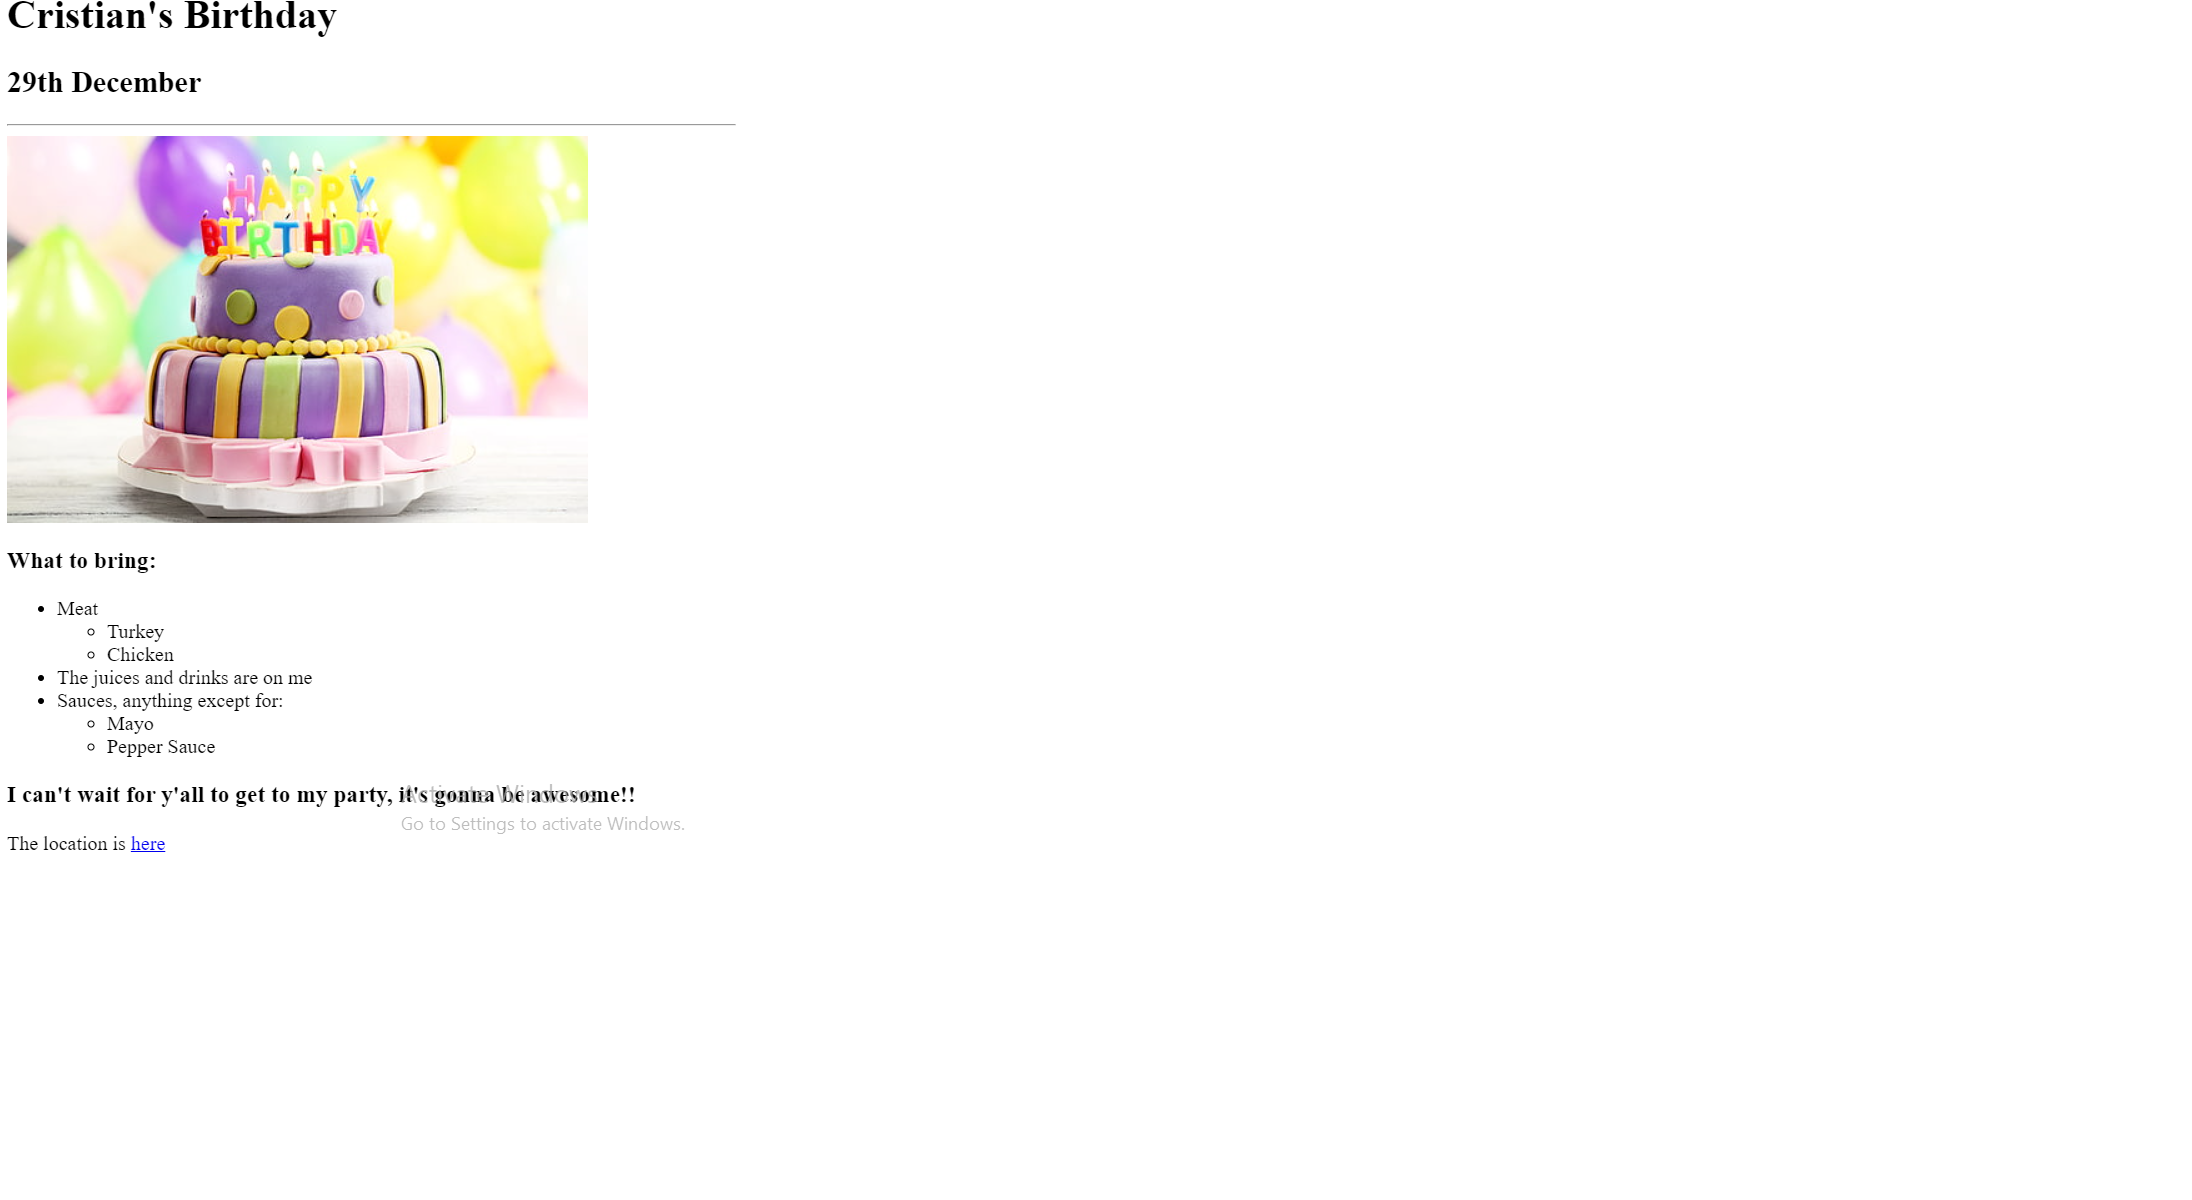 Cristian's Birthday
29th December
HAPPY
BIRTHDAY
What to bring:
Meat
Turkey
Chicken
The juices and drinks are on me
Sauces, anything except for:
Mayo
Pepper Sauce
I can't wait for y'all to get to my party, it's gonna be awesome!!
Activate Windows
Go to Settings to activate Windows.
The location is here